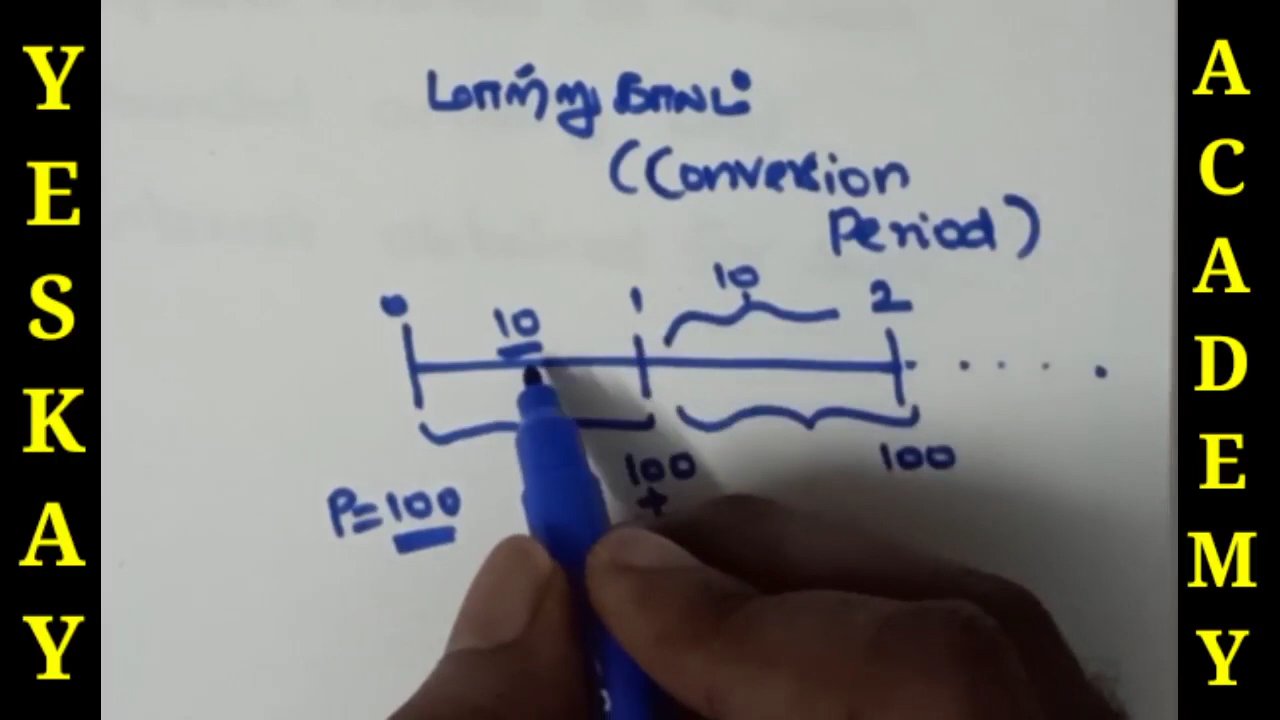 YESKAY
மாற்று காலம்
(Conversion
Period)
0 10 1 10 2
100
+
100
P=100
ACADEMY